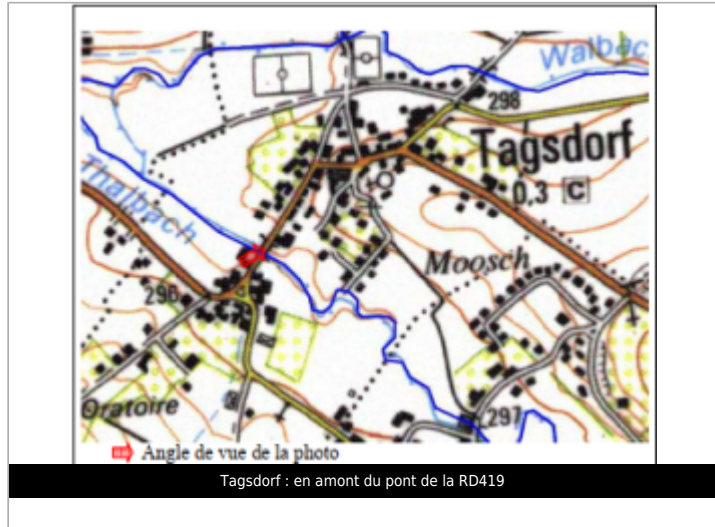 Walbac
298
Tagsdorf
0,3 C
Thalbach
Moosch
296
Oratoire
297
Angle de vue de la photo
Tagsdorf : en amont du pont de la RD419